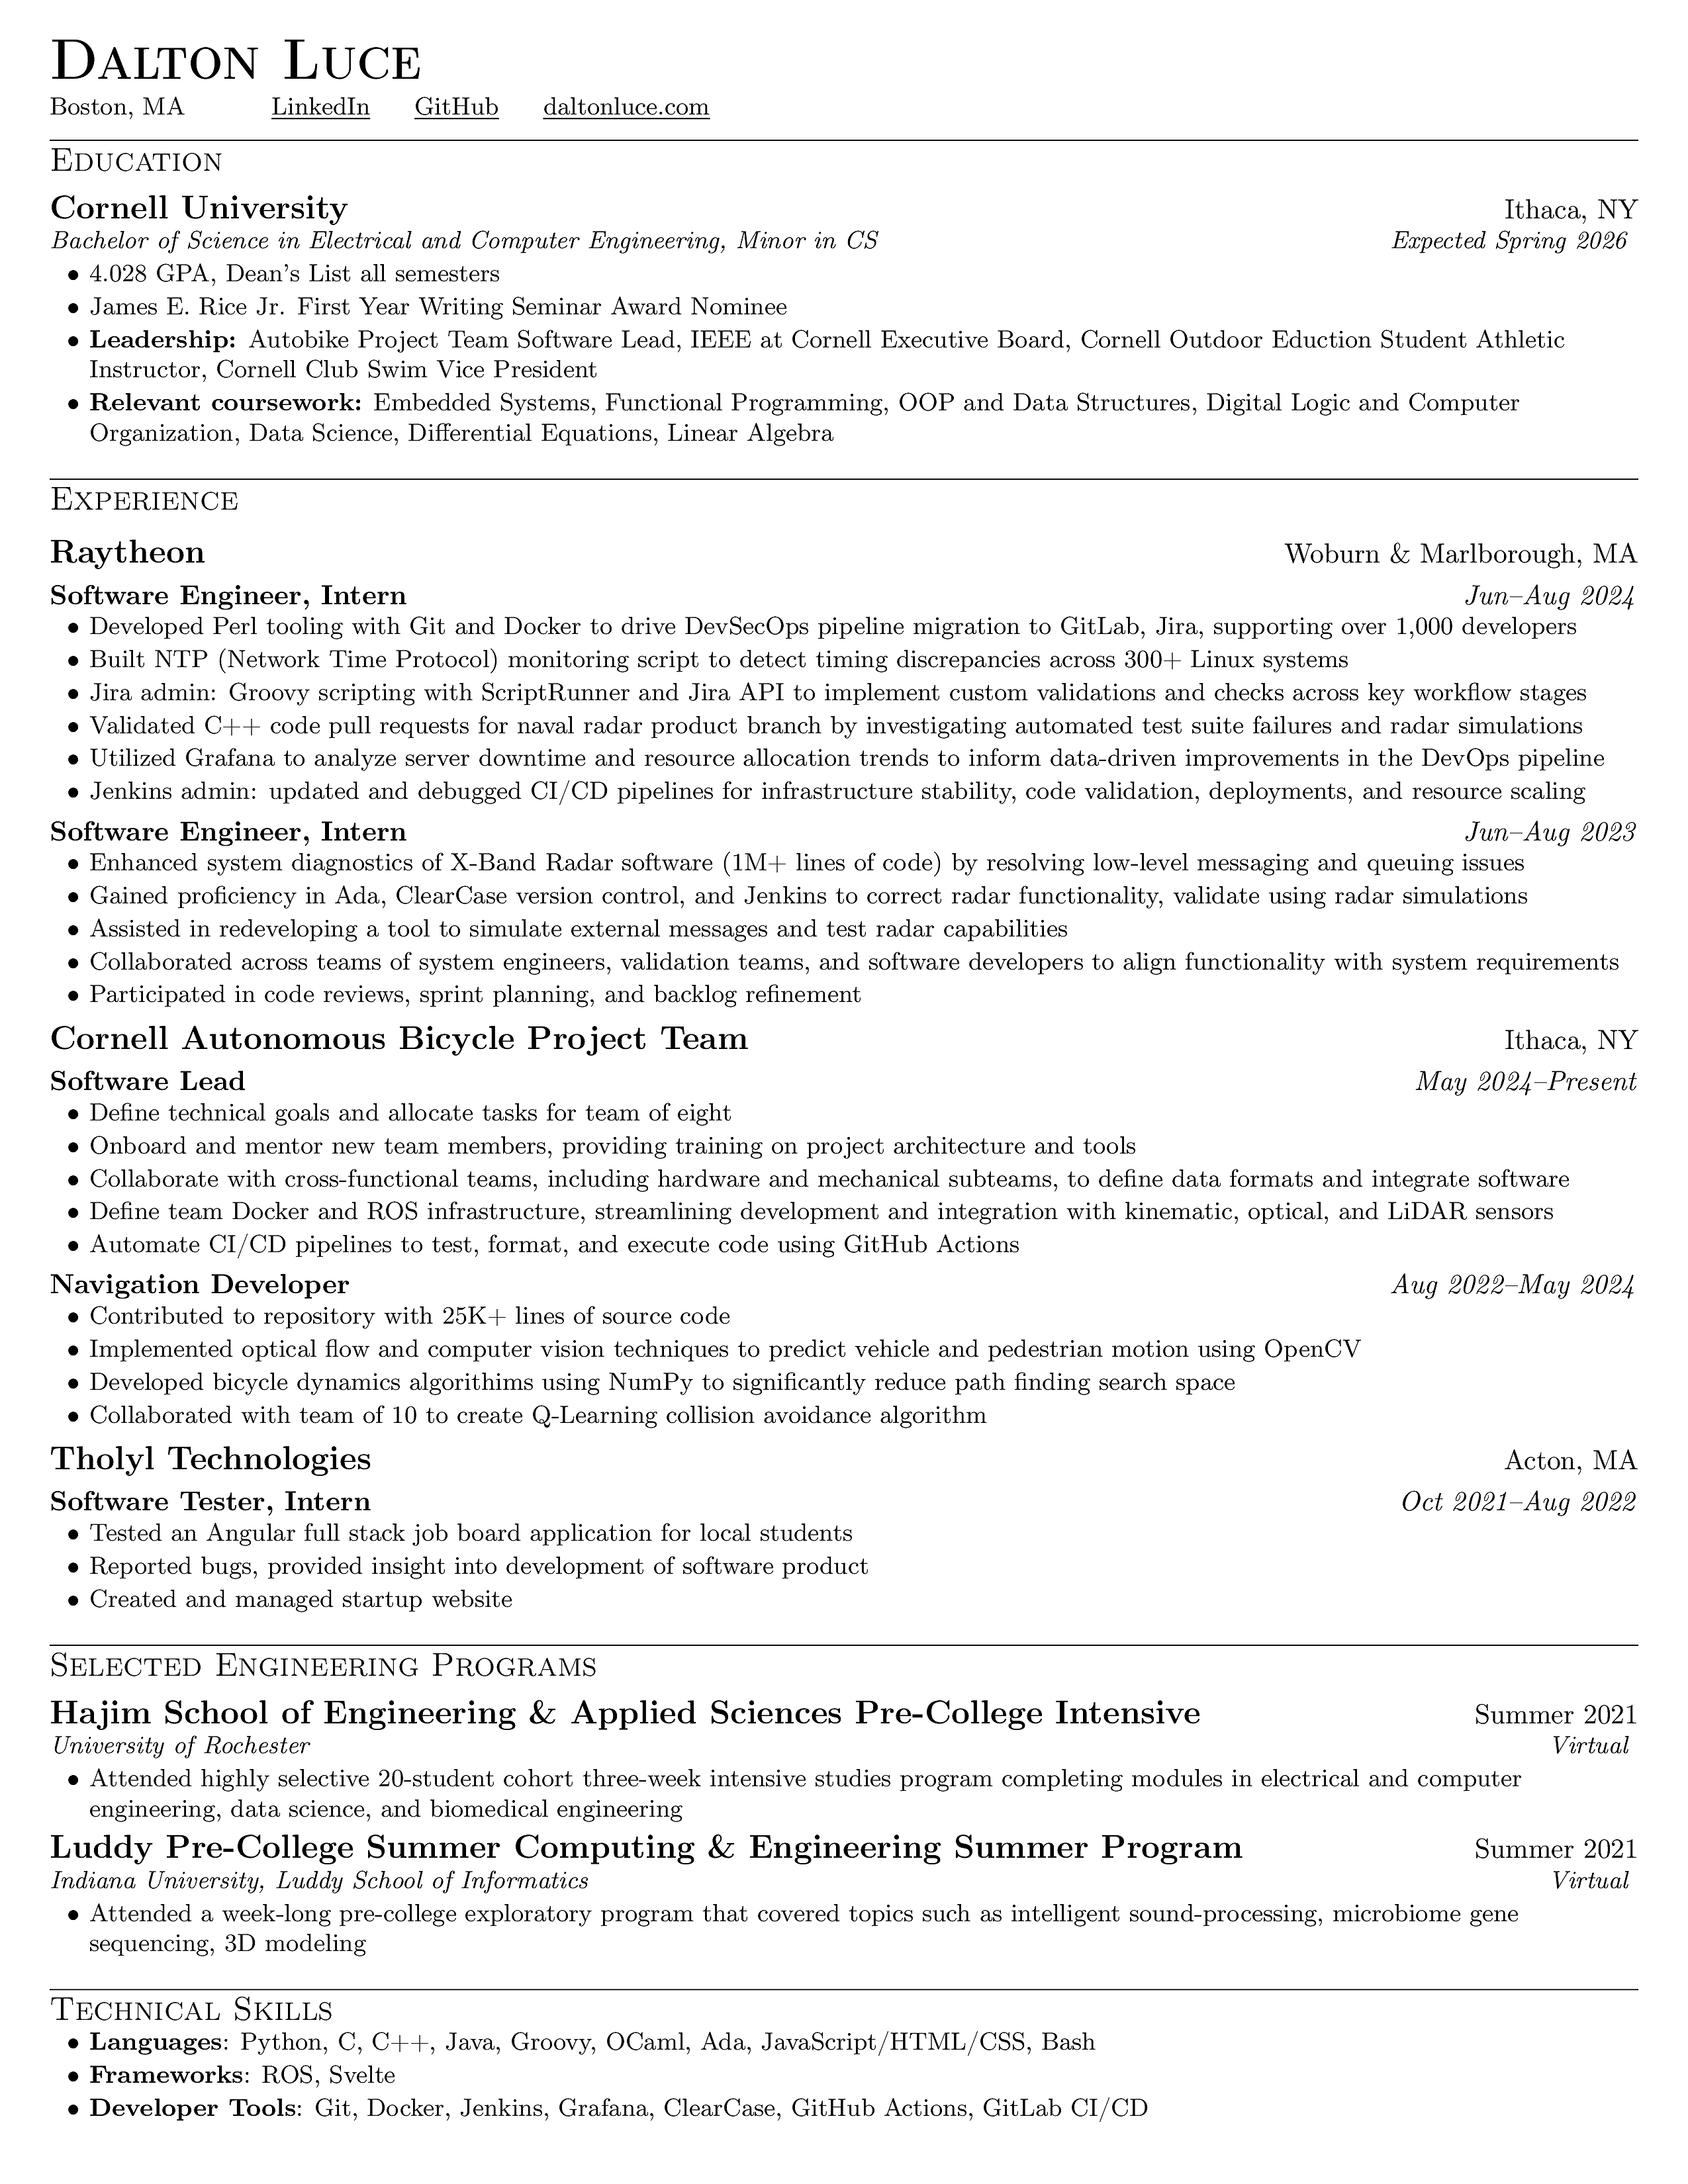 Dalton Luce
Boston, MA LinkedIn GitHub daltonluce.com
Education
Cornell University Ithaca, NY
Bachelor of Science in Electrical and Computer Engineering, Minor in CS Expected Spring 2026
• 4.028 GPA, Dean's List all semesters
• James E. Rice Jr. First Year Writing Seminar Award Nominee
• Leadership: Autobike Project Team Software Lead, IEEE at Cornell Executive Board, Cornell Outdoor Eduction Student Athletic
Instructor, Cornell Club Swim Vice President
• Relevant coursework: Embedded Systems, Functional Programming, OOP and Data Structures, Digital Logic and Computer
Organization, Data Science, Differential Equations, Linear Algebra
Experience
Raytheon Woburn & Marlborough, MA
Software Engineer, Intern Jun–Aug 2024
• Developed Perl tooling with Git and Docker to drive DevSecOps pipeline migration to GitLab, Jira, supporting over 1,000 developers
• Built NTP (Network Time Protocol) monitoring script to detect timing discrepancies across 300+ Linux systems
• Jira admin: Groovy scripting with ScriptRunner and Jira API to implement custom validations and checks across key workflow stages
• Validated C++ code pull requests for naval radar product branch by investigating automated test suite failures and radar simulations
• Utilized Grafana to analyze server downtime and resource allocation trends to inform data-driven improvements in the DevOps pipeline
• Jenkins admin: updated and debugged CI/CD pipelines for infrastructure stability, code validation, deployments, and resource scaling
Software Engineer, Intern Jun–Aug 2023
• Enhanced system diagnostics of X-Band Radar software (1M+ lines of code) by resolving low-level messaging and queuing issues
• Gained proficiency in Ada, ClearCase version control, and Jenkins to correct radar functionality, validate using radar simulations
• Assisted in redeveloping a tool to simulate external messages and test radar capabilities
• Collaborated across teams of system engineers, validation teams, and software developers to align functionality with system requirements
• Participated in code reviews, sprint planning, and backlog refinement
Cornell Autonomous Bicycle Project Team Ithaca, NY
Software Lead May 2024–Present
• Define technical goals and allocate tasks for team of eight
• Onboard and mentor new team members, providing training on project architecture and tools
• Collaborate with cross-functional teams, including hardware and mechanical subteams, to define data formats and integrate software
• Define team Docker and ROS infrastructure, streamlining development and integration with kinematic, optical, and LiDAR sensors
• Automate CI/CD pipelines to test, format, and execute code using GitHub Actions
Navigation Developer Aug 2022–May 2024
• Contributed to repository with 25K+ lines of source code
• Implemented optical flow and computer vision techniques to predict vehicle and pedestrian motion using OpenCV
• Developed bicycle dynamics algorithims using NumPy to significantly reduce path finding search space
• Collaborated with team of 10 to create Q-Learning collision avoidance algorithm
Tholyl Technologies Acton, MA
Software Tester, Intern Oct 2021–Aug 2022
• Tested an Angular full stack job board application for local students
• Reported bugs, provided insight into development of software product
• Created and managed startup website
Selected Engineering Programs
Hajim School of Engineering & Applied Sciences Pre-College Intensive Summer 2021
University of Rochester Virtual
• Attended highly selective 20-student cohort three-week intensive studies program completing modules in electrical and computer
engineering, data science, and biomedical engineering
Luddy Pre-College Summer Computing & Engineering Summer Program Summer 2021
Indiana University, Luddy School of Informatics Virtual
• Attended a week-long pre-college exploratory program that covered topics such as intelligent sound-processing, microbiome gene
sequencing, 3D modeling
Technical Skills
• Languages: Python, C, C++, Java, Groovy, OCaml, Ada, JavaScript/HTML/CSS, Bash
• Frameworks: ROS, Svelte
• Developer Tools: Git, Docker, Jenkins, Grafana, ClearCase, GitHub Actions, GitLab CI/CD